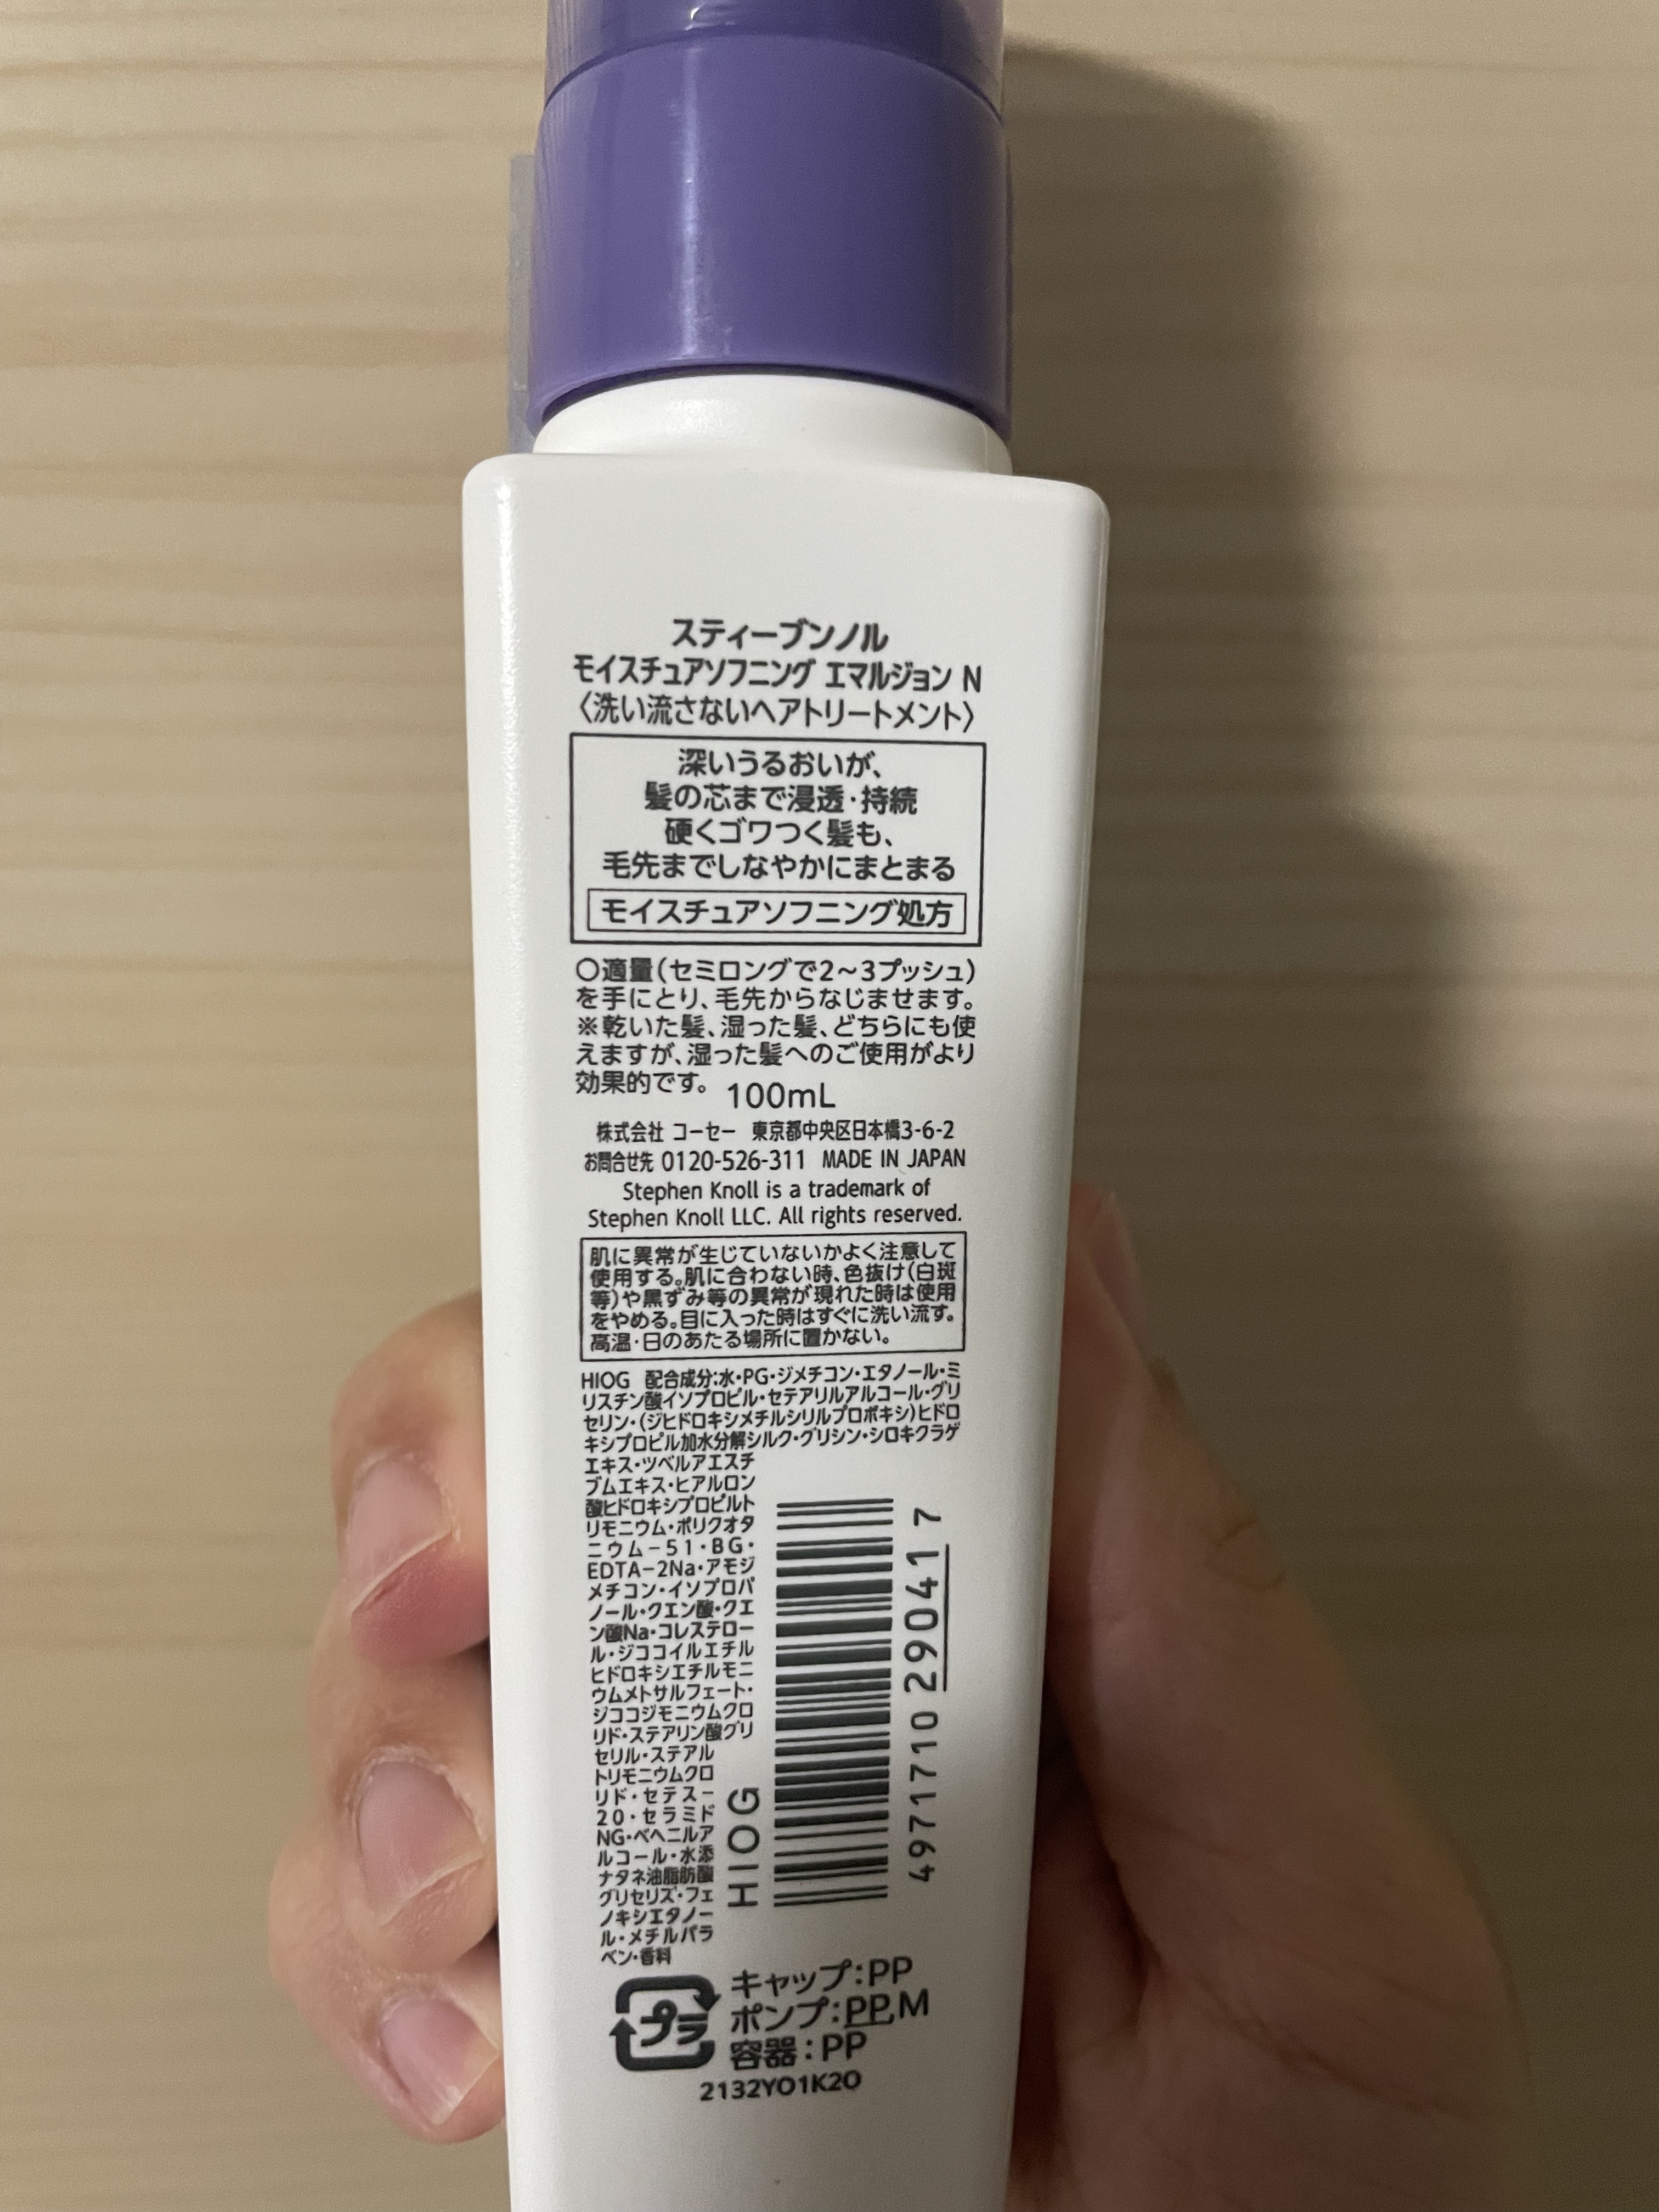 スティーブンノル
モイスチュアソフニング エマルジョン N
〈洗い流さないヘアトリートメント〉
深いうるおいが、
髪の芯まで浸透・持続
硬くゴワつく髪も、
毛先までしなやかにまとまる
モイスチュアソフニング処方
〇適量(セミロングで2～3プッシュ)
を手にとり、毛先からなじませます。
※乾いた髪、湿った髪、どちらにも使
えますが、湿った髪へのご使用がより
効果的です。 100mL
株式会社 コーセー 東京都中央区日本橋3-6-2
お問合せ先 0120-526-311 MADE IN JAPAN
Stephen Knoll is a trademark of
Stephen Knoll LLC. All rights reserved.
肌に異常が生じていないかよく注意して
使用する。肌に合わない時、色抜け(白斑
等)や黒ずみ等の異常が現れた時は使用
をやめる。目に入った時はすぐに洗い流す。
高温・日のあたる場所に置かない。
HIOG 配合成分:水・PG・ジメチコン・エタノール・ミ
リスチン酸イソプロピル・セテアリルアルコール・グリ
セリン・(ジヒドロキシメチルシリルプロポキシ)ヒドロ
キシプロピル加水分解シルク・グリシン・シロキクラゲ
エキス・ツベルアエスチ
ブムエキス・ヒアルロン
酸ヒドロキシプロピルト
リモニウム・ポリクオタ
ニウム－51・BG・
EDTA－2Na・アモジ
メチコン・イソプロパ
ノール・クエン酸・クエ
ン酸Na・コレステロー
ル・ジココイルエチル
ヒドロキシエチルモニ
ウムメトサルフェート・
ジココジモニウムクロ
リド・ステアリン酸グリ
セリル・ステアル
トリモニウムクロ
リド・セテス－
20・セラミド
NG・ベヘニルア
ルコール・水添
ナタネ油脂肪酸
グリセリズ・フェ
ノキシエタノー
ル・メチルパラ
ベン・香料
HIOG
4971710 29041 7
プラ
キャップ:PP
ポンプ:PP,M
容器:PP
2132YO1K2O